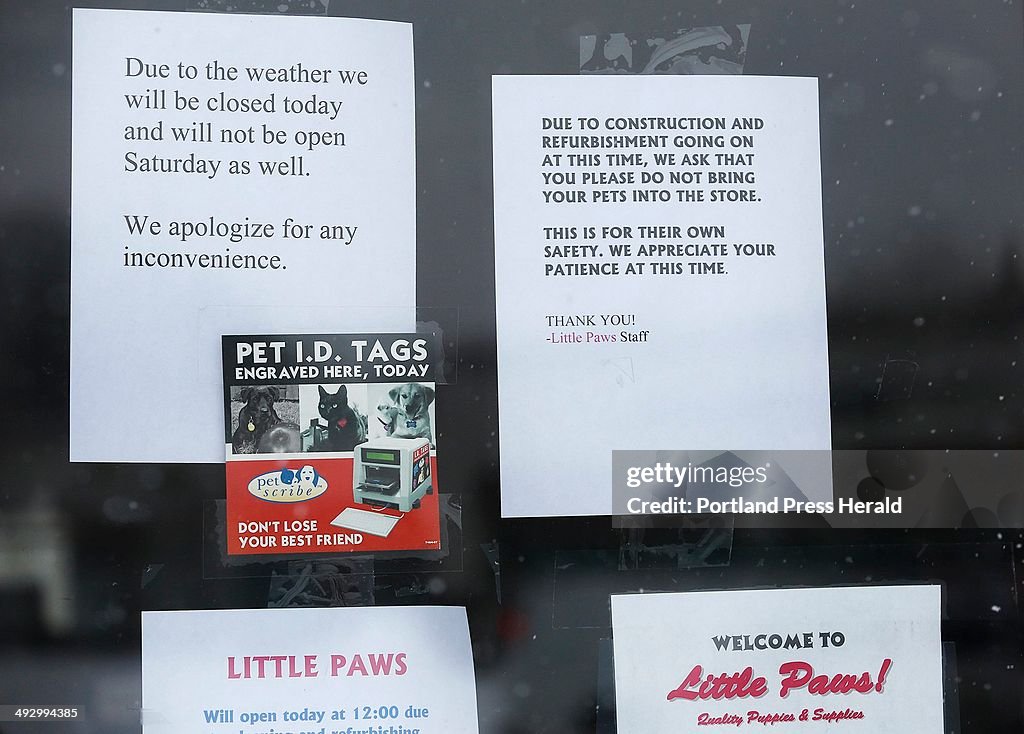 Due to the weather we
will be closed today
and will not be open
Saturday as well.
We apologize for any
inconvenience.
DUE TO CONSTRUCTION AND
REFURBISHMENT GOING ON
AT THIS TIME, WE ASK THAT
YOU PLEASE DO NOT BRING
YOUR PETS INTO THE STORE.
THIS IS FOR THEIR OWN
SAFETY. WE APPRECIATE YOUR
PATIENCE AT THIS TIME.
THANK YOU!
-Little Paws Staff
PET I.D. TAGS
ENGRAVED HERE, TODAY
I.D. TAGS
pet
scribe™
DON'T LOSE
YOUR BEST FRIEND
gettyimages®
Portland Press Herald
LITTLE PAWS
Will open today at 12:00 due
and refurbishing
WELCOME TO
Little Paws!
Quality Puppies & Supplies
492994385